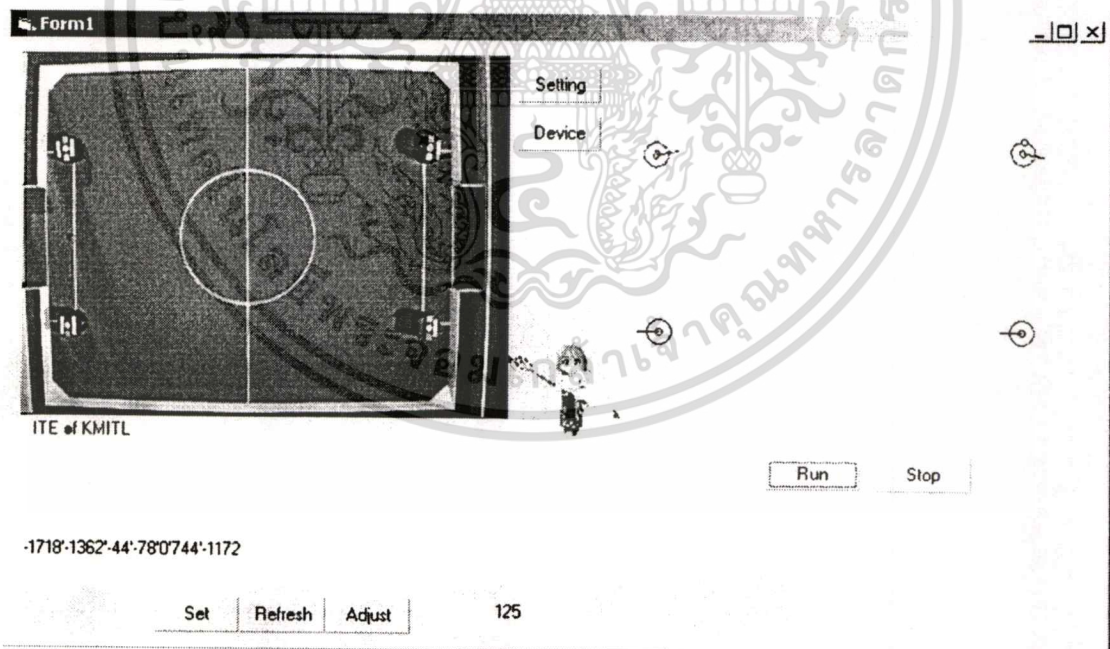 Form1
Setting
Device
ITE of KMITL
Run
Stop
-1718'-1362'-44'-78'0'744'-1172
Set
Refresh
Adjust
125